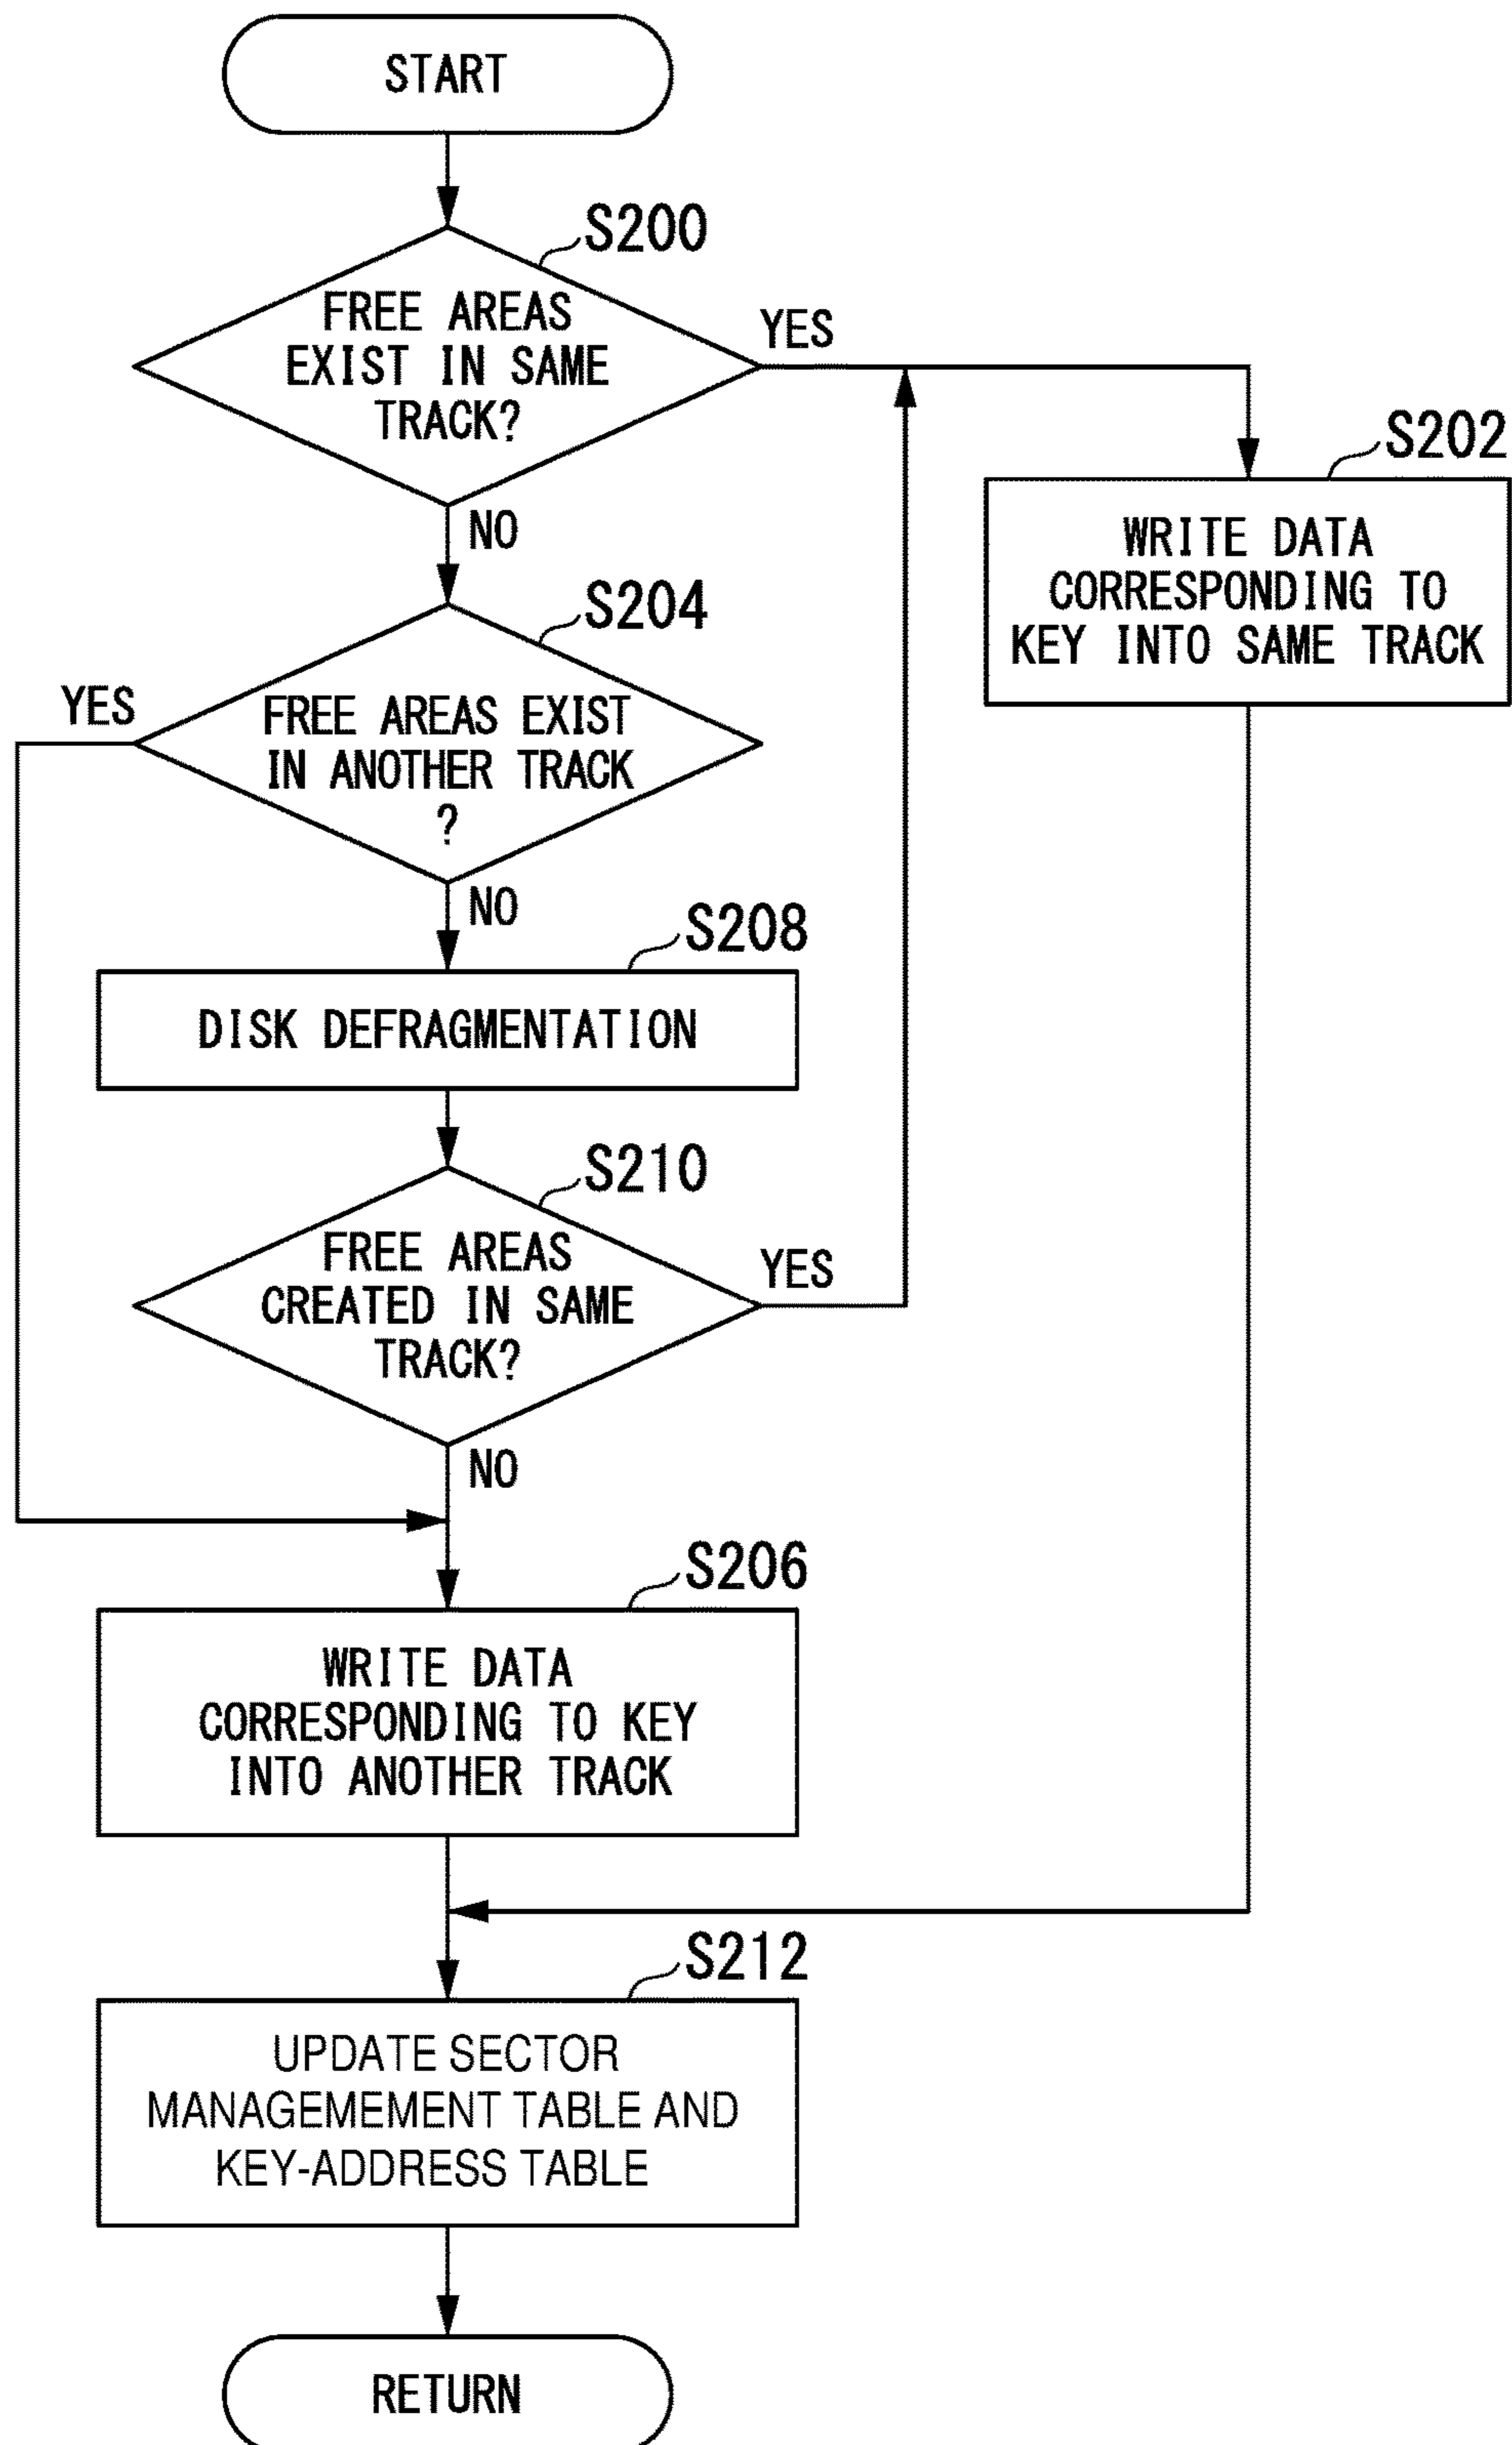 START
S200
FREE AREAS
EXIST IN SAME
TRACK?
YES
NO
S202
WRITE DATA
CORRESPONDING TO
KEY INTO SAME TRACK
S204
YES
FREE AREAS EXIST
IN ANOTHER TRACK
?
NO
S208
DISK DEFRAGMENTATION
S210
FREE AREAS
CREATED IN SAME
TRACK?
YES
NO
S206
WRITE DATA
CORRESPONDING TO KEY
INTO ANOTHER TRACK
S212
UPDATE SECTOR
MANAGEMEMENT TABLE AND
KEY-ADDRESS TABLE
RETURN